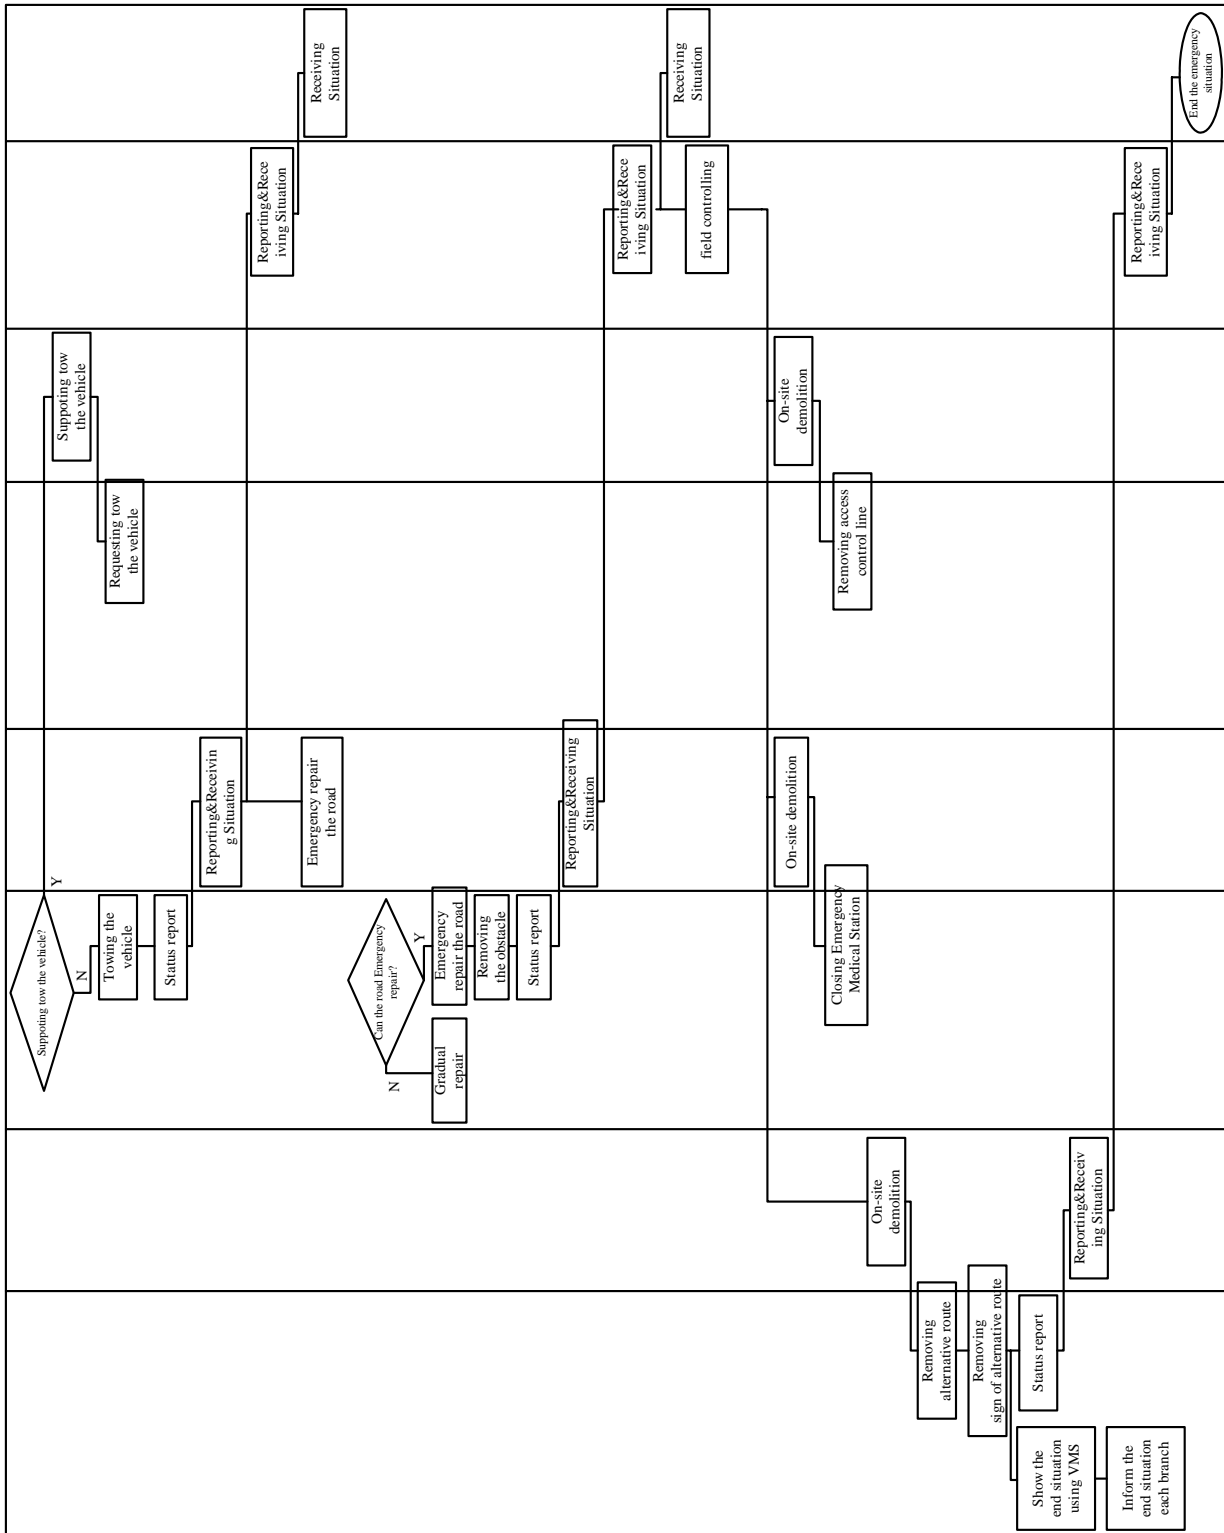 Suppoting tow the vehicle?
Y
N
Suppoting tow
the vehicle
Towing the
vehicle
Requesting tow
the vehicle
Status report
Reporting&Receivin
g Situation
Reporting&Rece
iving Situation
Emergency repair
the road
Receiving
Situation
Can the road Emergency
repair?
N
Y
Gradual
repair
Emergency
repair the road
Removing
the obstacle
Status report
Reporting&Receiving
Situation
Reporting&Rece
iving Situation
Receiving
Situation
field controlling
On-site demolition
On-site
demolition
Closing Emergency
Medical Station
Removing access
control line
On-site
demolition
Removing
alternative route
Removing
sign of alternative route
Show the
end situation
using VMS
Status report
Reporting&Receiv
ing Situation
Inform the
end situation
each branch
Reporting&Rece
iving Situation
End the emergency
situation